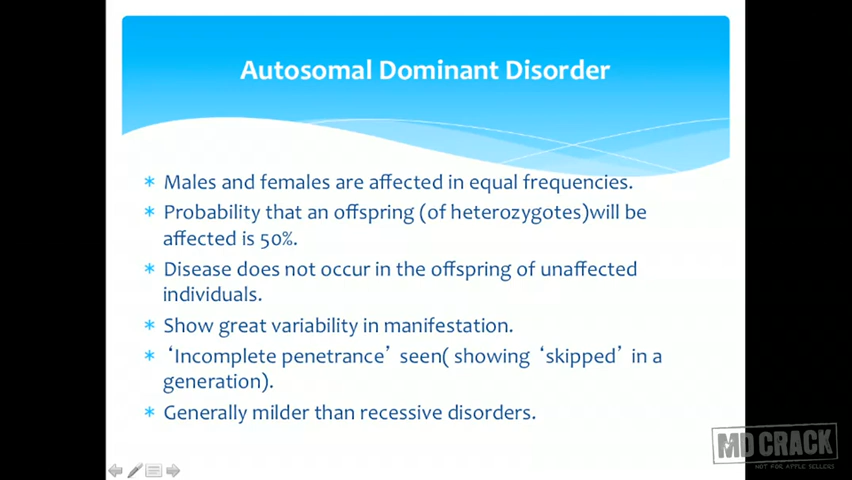 Autosomal Dominant Disorder
* Males and females are affected in equal frequencies.
* Probability that an offspring (of heterozygotes)will be
affected is 50%.
* Disease does not occur in the offspring of unaffected
individuals.
* Show great variability in manifestation.
* ‘Incomplete penetrance’ seen( showing ‘skipped’ in a
generation).
* Generally milder than recessive disorders.
MD CRACK
NOT FOR APPLE SELLERS